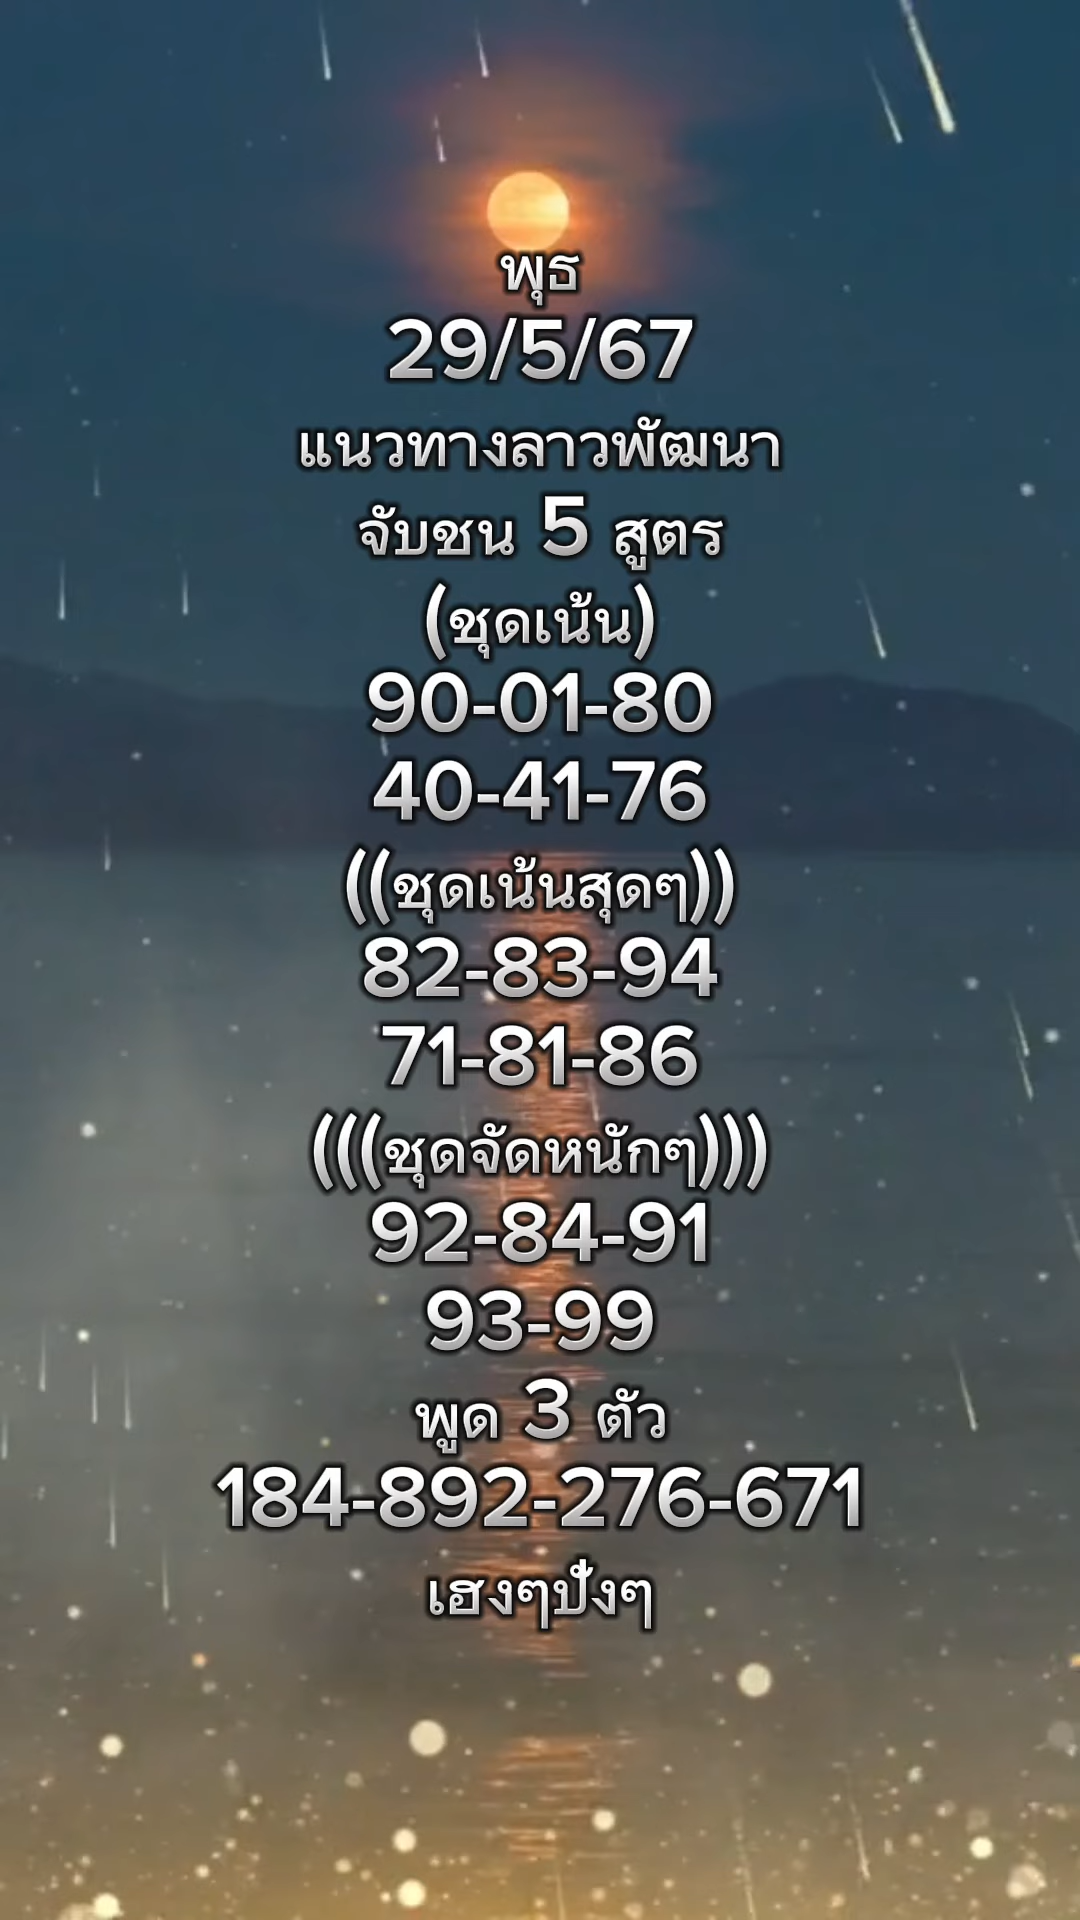 พุธ
29/5/67
แนวทางลาวพัฒนา
จับชน 5 สูตร
(ชุดเน้น)
90-01-80
40-41-76
((ชุดเน้นสุดๆ))
82-83-94
71-81-86
(((ชุดจัดหนักๆ)))
92-84-91
93-99
พูด 3 ตัว
184-892-276-671
เฮงๆปังๆ